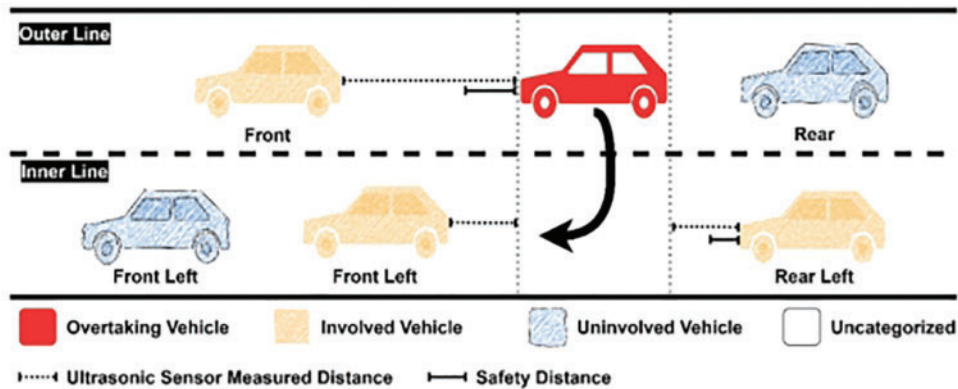 Outer Line
Front
Rear
Inner Line
Front Left
Front Left
Rear Left
Overtaking Vehicle
Involved Vehicle
Uninvolved Vehicle
Uncategorized
Ultrasonic Sensor Measured Distance
Safety Distance